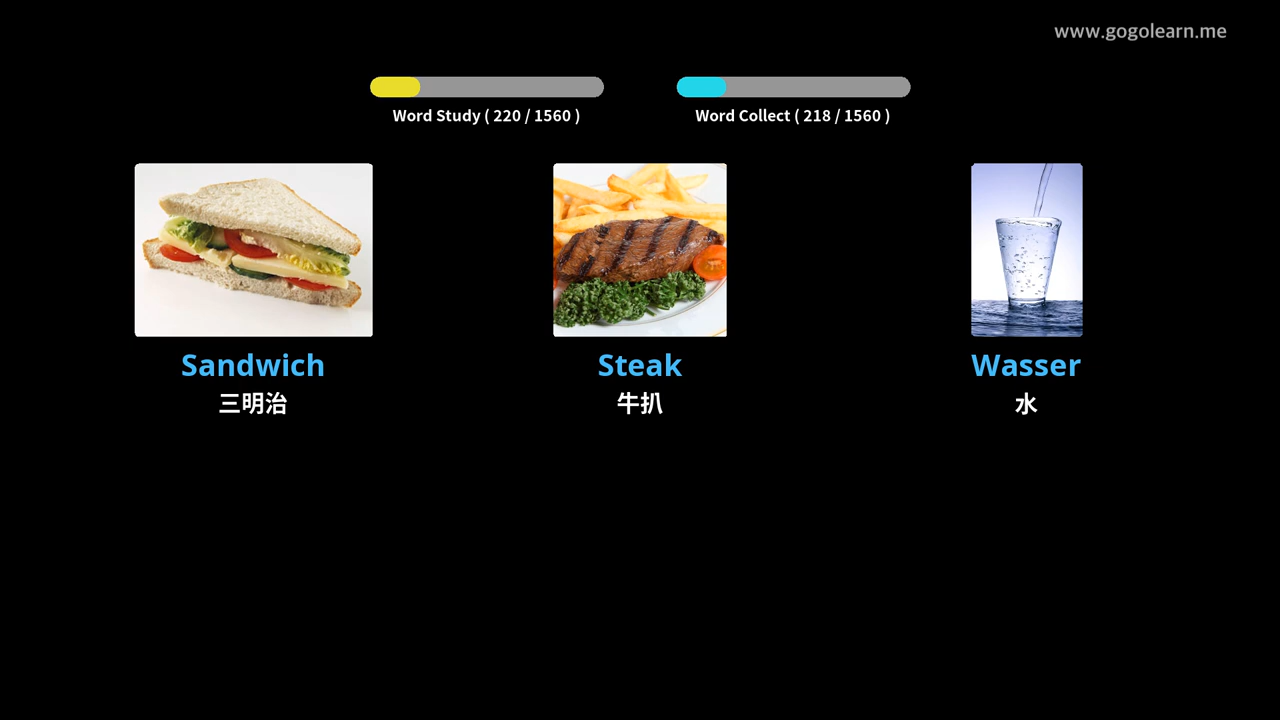 www.gogolearn.me
Word Study ( 220 / 1560 )
Word Collect ( 218 / 1560 )
Sandwich
三明治
Steak
牛扒
Wasser
水